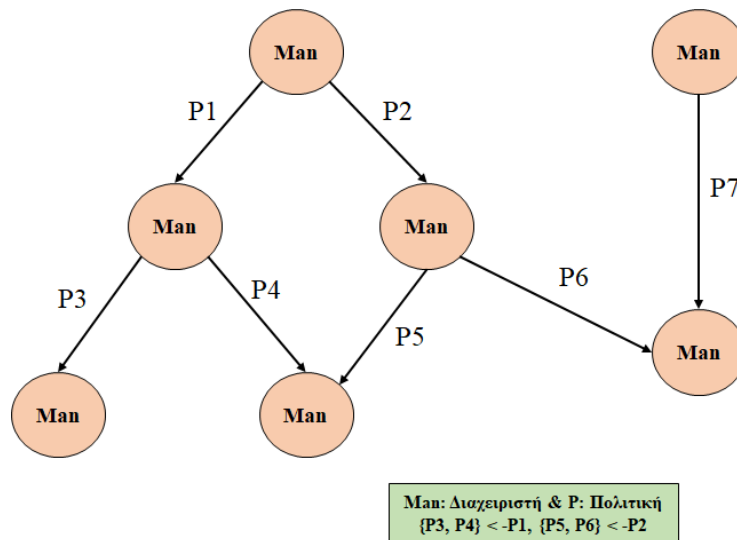 Man
Man
P1
P2
P7
Man
Man
P3
P4
P5
P6
Man
Man
Man
Man: Διαχειριστή & P: Πολιτική
{P3, P4} < -P1, {P5, P6} < -P2